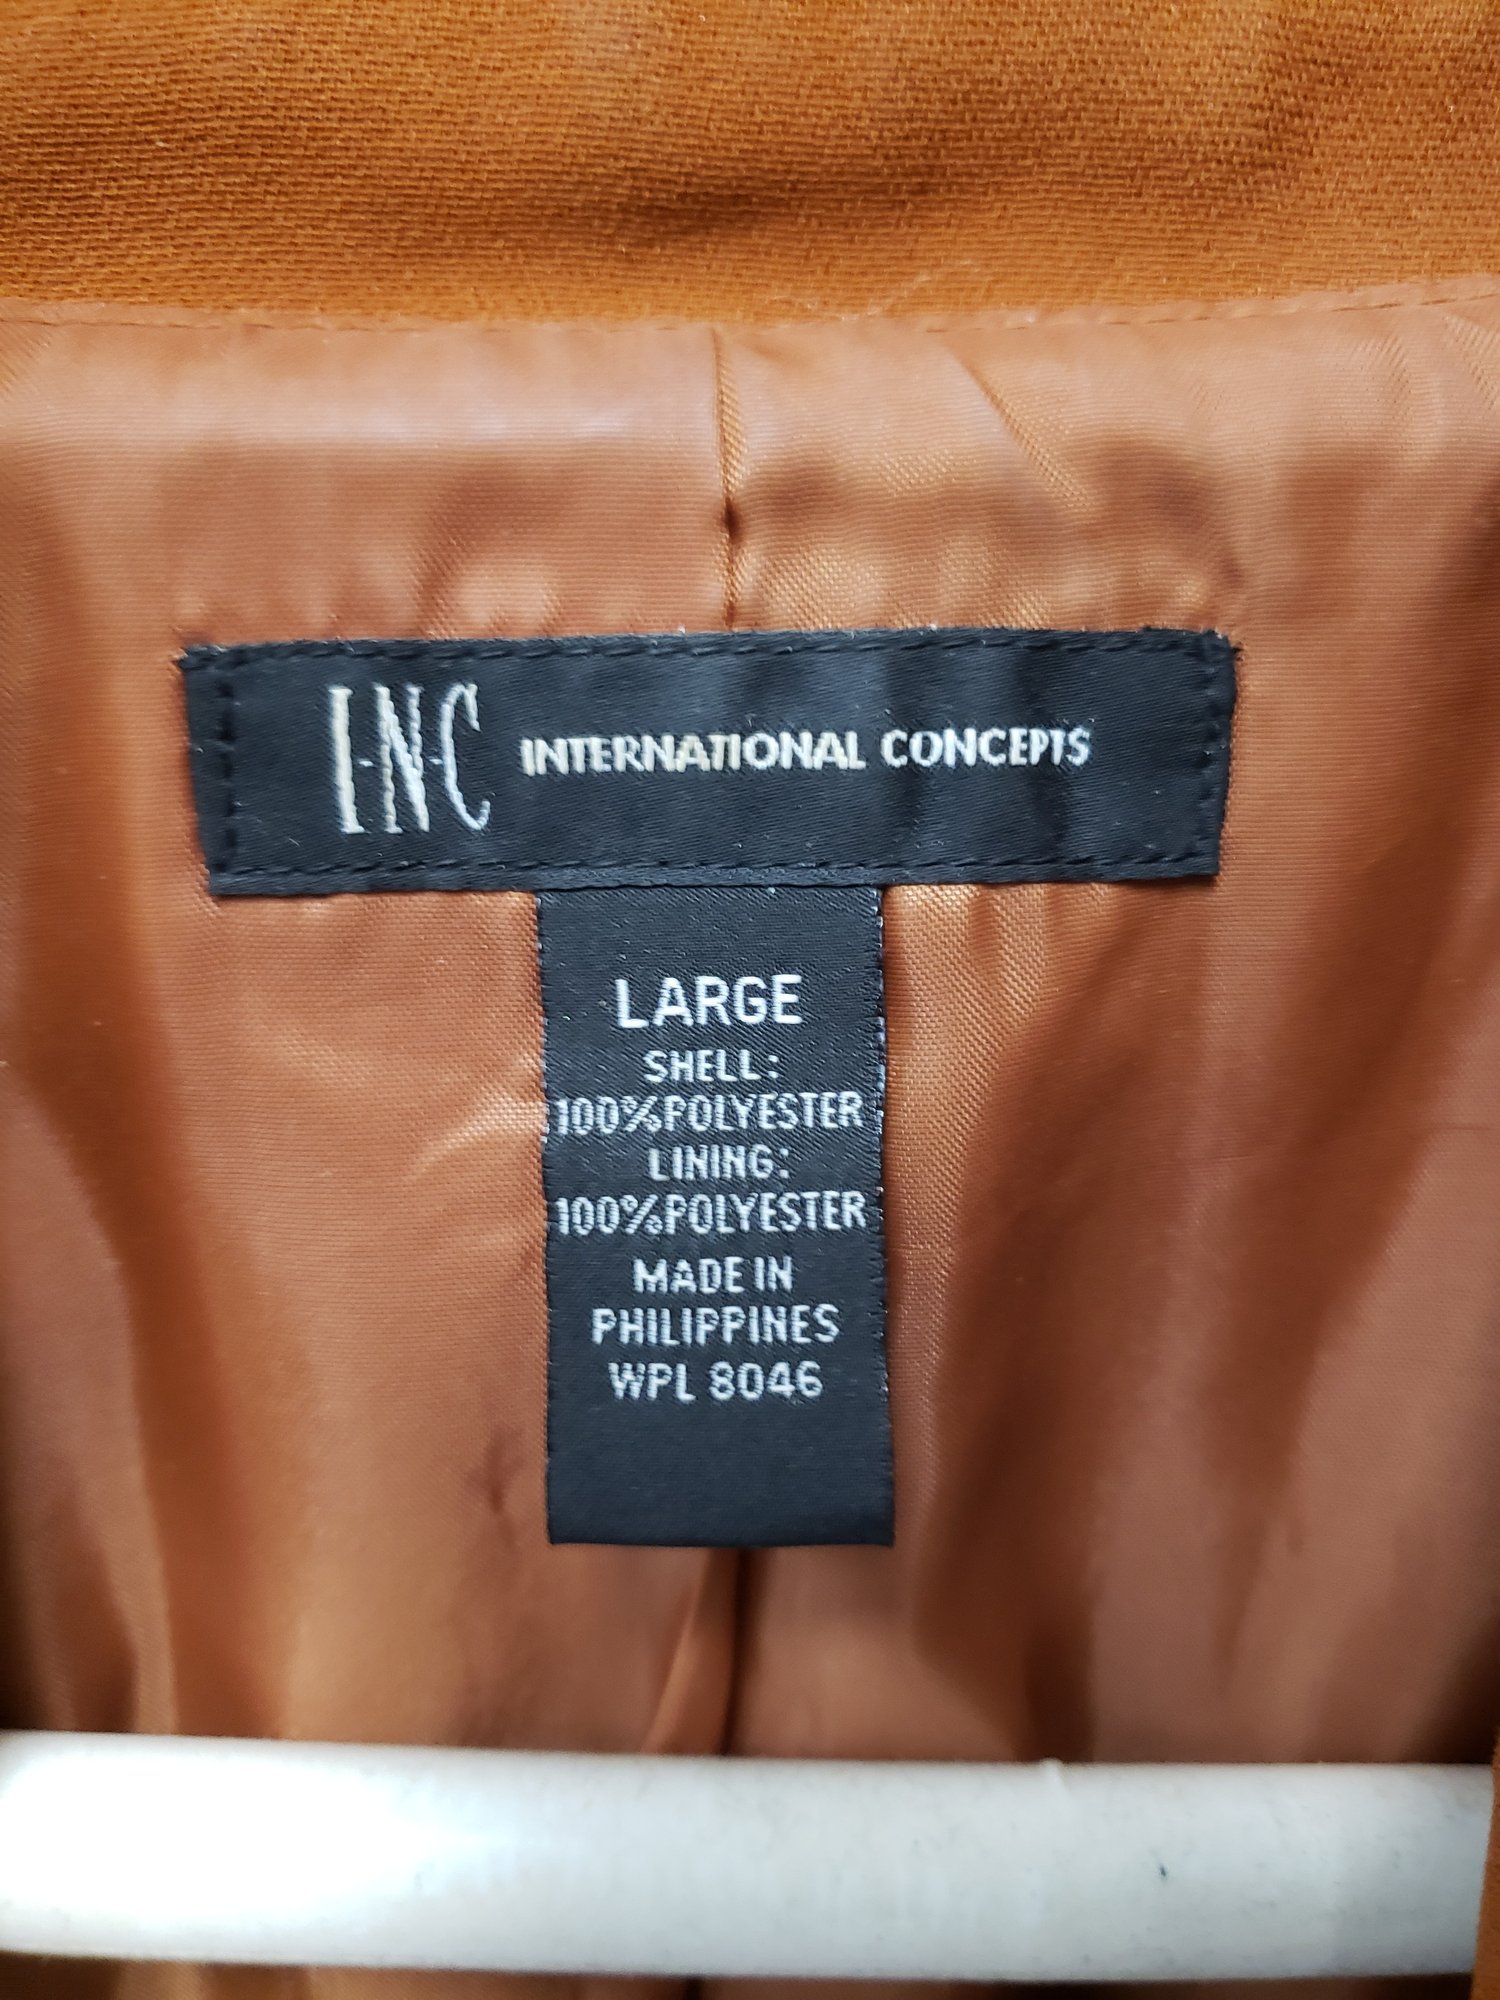 I·N·C INTERNATIONAL CONCEPTS
LARGE
SHELL:
100%POLYESTER
LINING:
100%POLYESTER
MADE IN
PHILIPPINES
WPL 8046